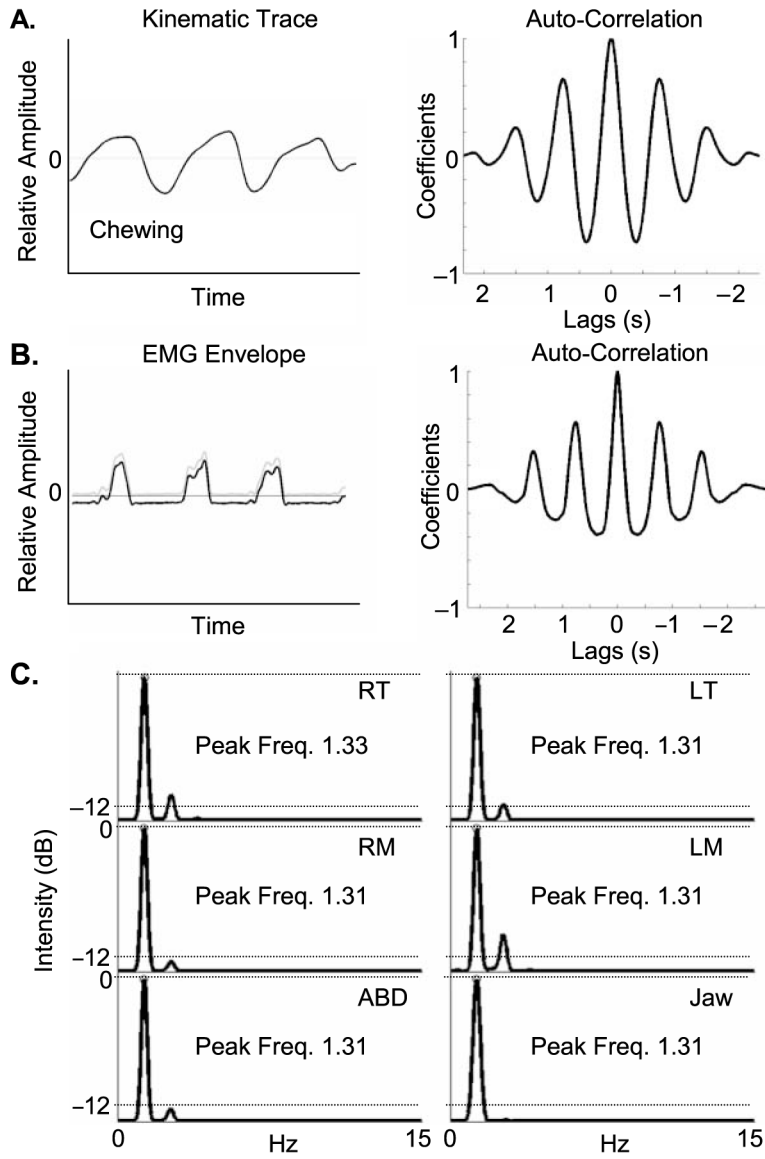 A.
Kinematic Trace
Auto-Correlation
Relative Amplitude
0
Chewing
Time
Coefficients
1
0
–1
2 1 0 –1 –2
Lags (s)
B.
EMG Envelope
Auto-Correlation
Relative Amplitude
0
Time
Coefficients
1
0
–1
2 1 0 –1 –2
Lags (s)
C.
RT
Peak Freq. 1.33
LT
Peak Freq. 1.31
–12
0
RM
Peak Freq. 1.31
LM
Peak Freq. 1.31
Intensity (dB)
–12
0
ABD
Peak Freq. 1.31
Jaw
Peak Freq. 1.31
–12
0 Hz 15
0 Hz 15